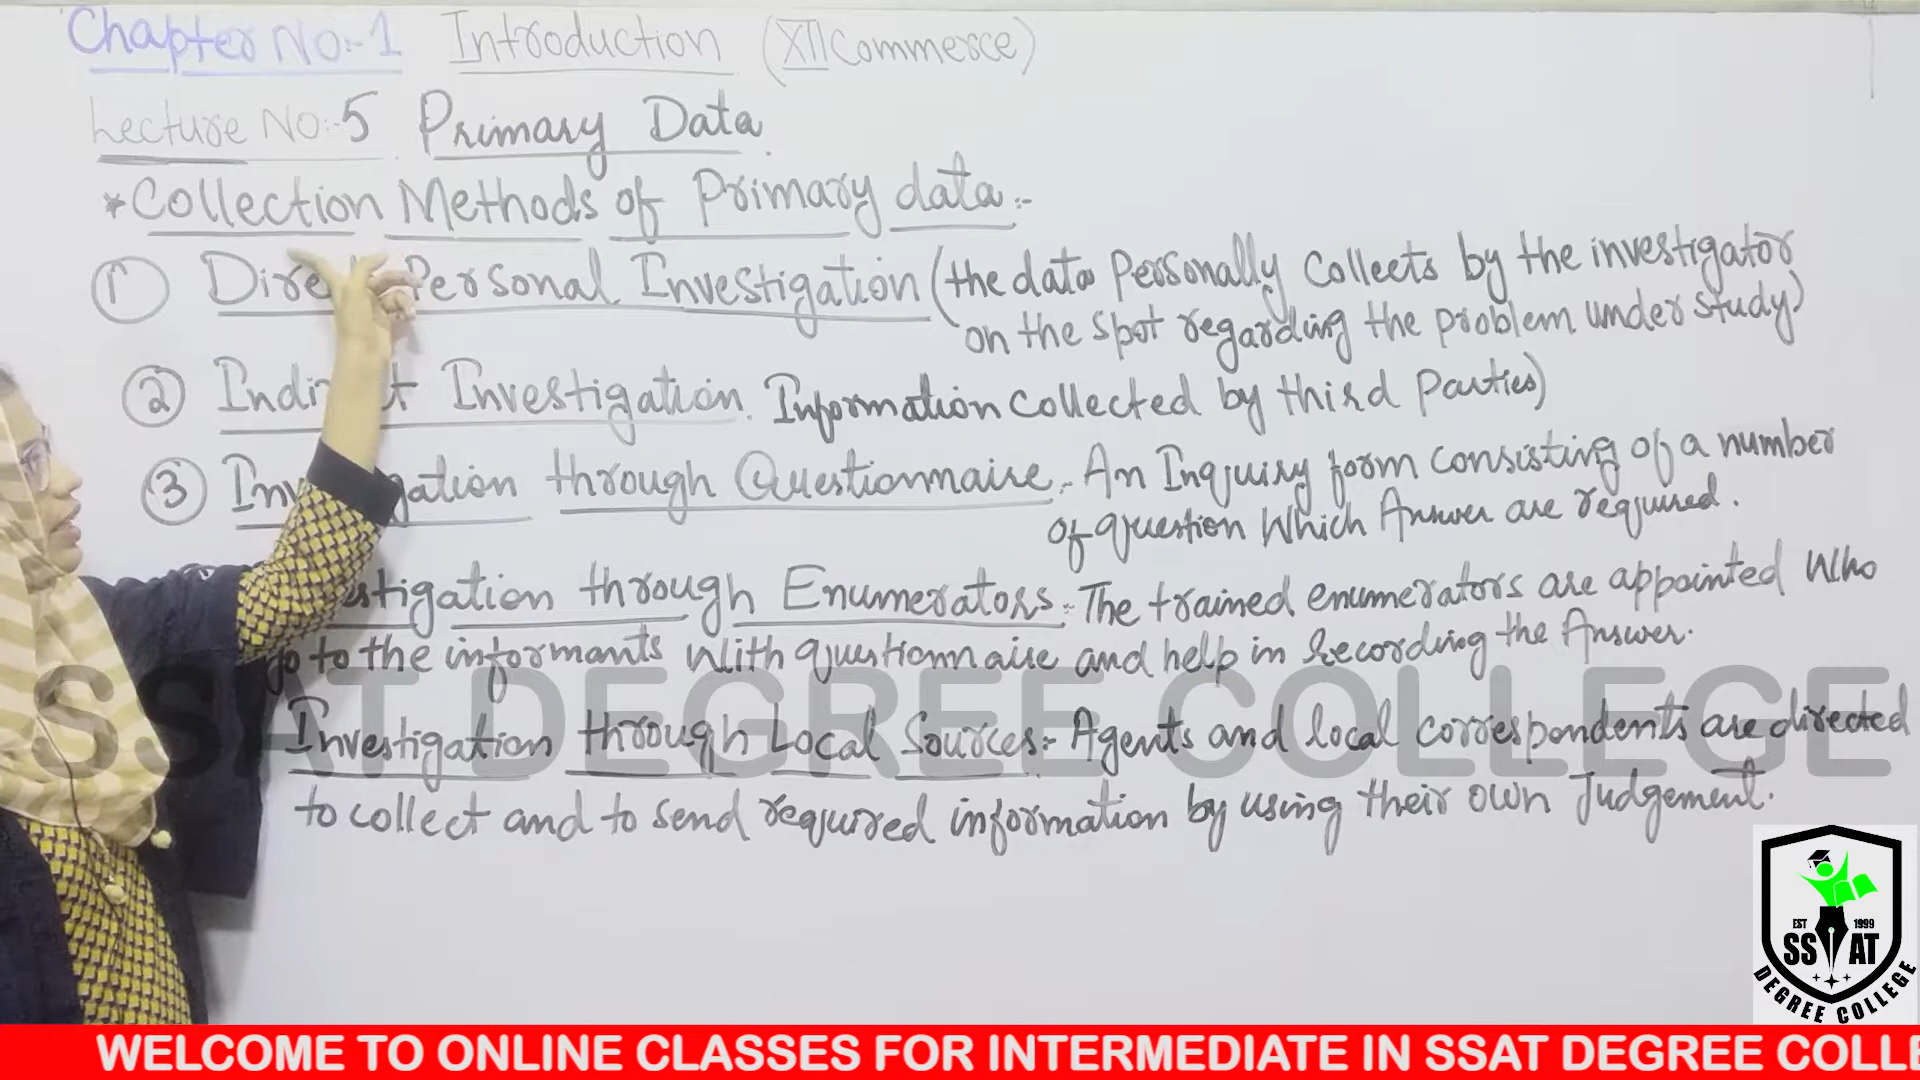 Chapter No:-1 Introduction (XII Commerce)
Lecture No:-5 Primary Data.
* Collection Methods of Primary data:-
① Direct Personal Investigation (the data Personally Collects by the investigator
on the spot regarding the problem under study)
② Indirect Investigation. Information collected by third Parties)
③ Investigation through Questionnaire:- An Inquiry form consisting of a number
of question Which Answer are required.
stigation through Enumerators:- The trained enumerators are appointed Who
go to the informants With questionnaire and help in recording the Answer.
Investigation through Local Sources:- Agents and local correspondents are directed
to collect and to send required information by using their own Judgement.
SSAT DEGREE COLLEGE
EST 1999
SSAT
DEGREE COLLEGE
WELCOME TO ONLINE CLASSES FOR INTERMEDIATE IN SSAT DEGREE COLLE